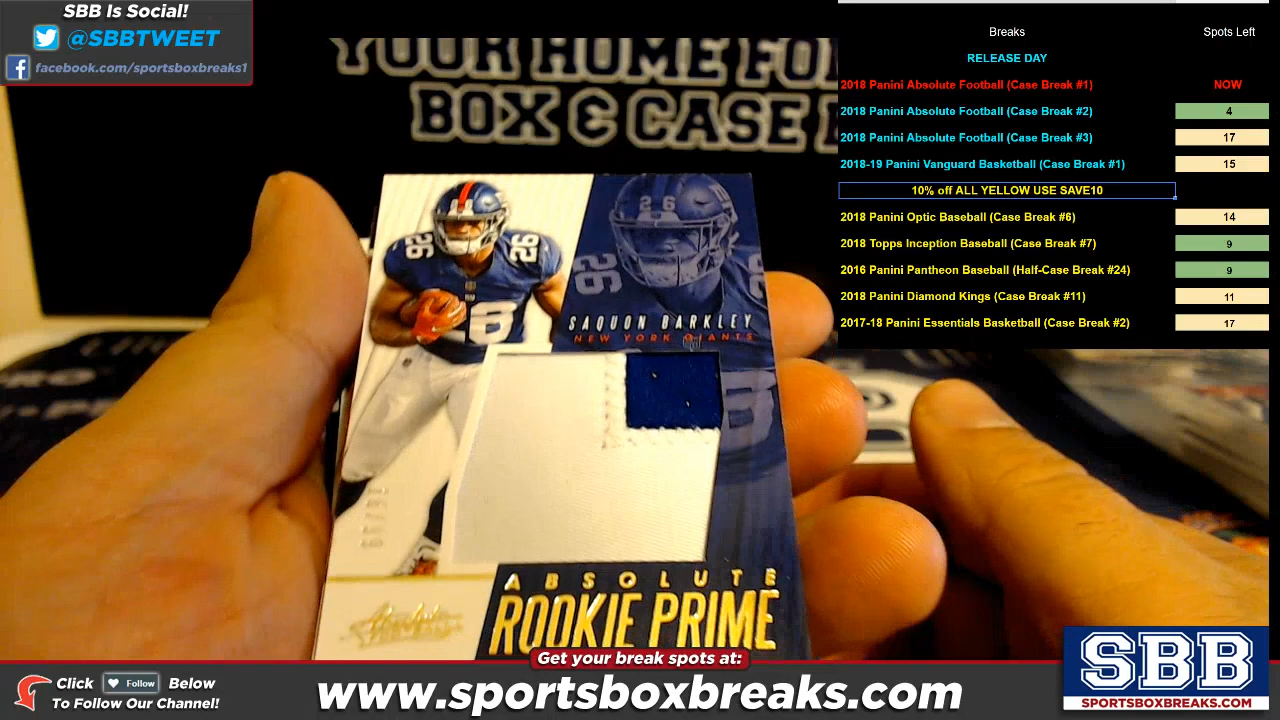 SBB Is Social!
@SBBTWEET
facebook.com/sportsboxbreaks1
YOUR HOME FO
BOX & CASE
Breaks Spots Left
RELEASE DAY
2018 Panini Absolute Football (Case Break #1) NOW
2018 Panini Absolute Football (Case Break #2) 4
2018 Panini Absolute Football (Case Break #3) 17
2018-19 Panini Vanguard Basketball (Case Break #1) 15
10% off ALL YELLOW USE SAVE10
2018 Panini Optic Baseball (Case Break #6) 14
2018 Topps Inception Baseball (Case Break #7) 9
2016 Panini Pantheon Baseball (Half-Case Break #24) 9
2018 Panini Diamond Kings (Case Break #11) 11
2017-18 Panini Essentials Basketball (Case Break #2) 17
26
26
26
26
SAQUON BARKLEY
NEW YORK GIANTS
ABSOLUTE
ROOKIE PRIME
Get your break spots at:
Click Follow Below
To Follow Our Channel!
www.sportsboxbreaks.com
SBB
SPORTSBOXBREAKS.COM